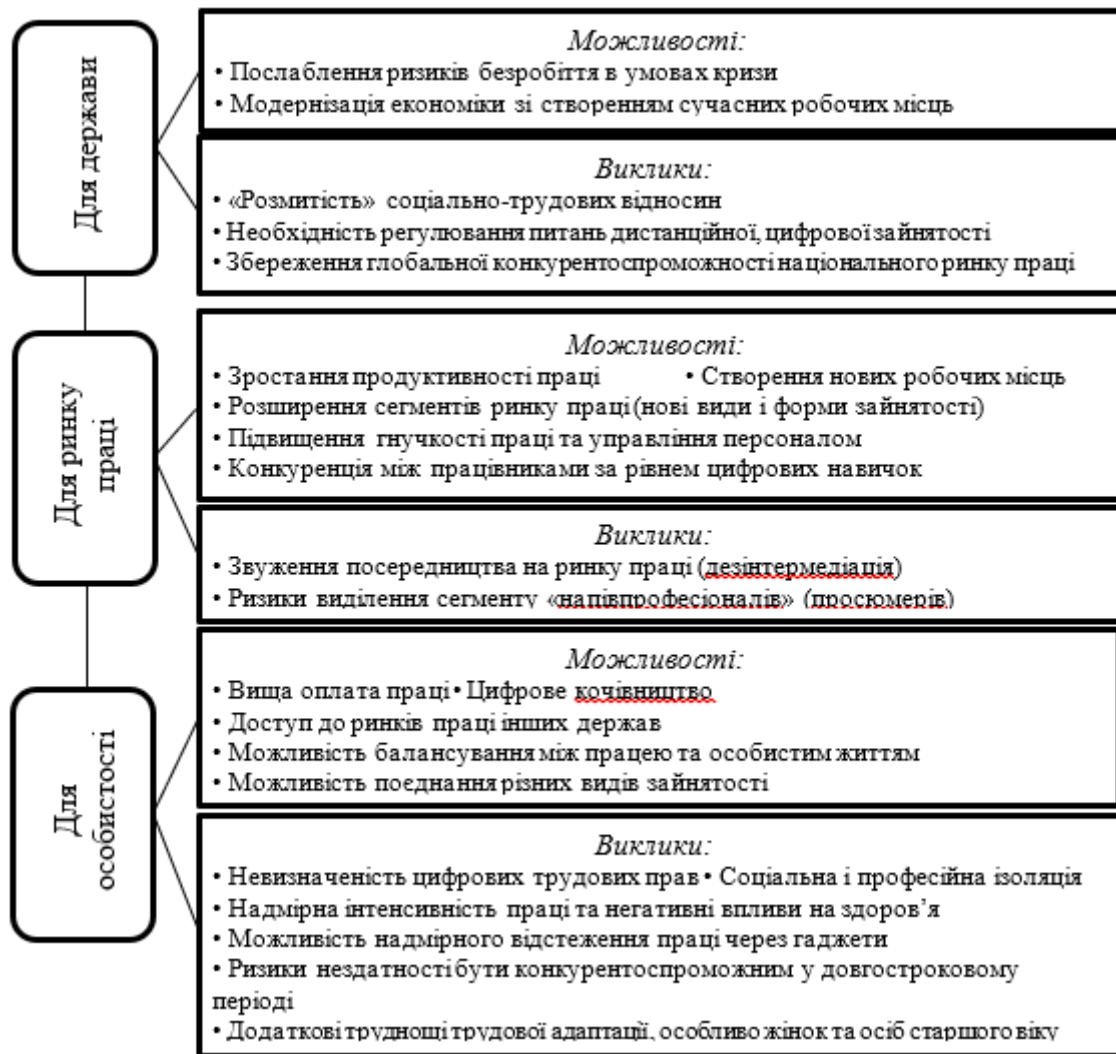 Для держави
Можливості:
• Послаблення ризиків безробіття в умовах кризи
• Модернізація економіки зі створенням сучасних робочих місць
Виклики:
• «Розмитість» соціально-трудових відносин
• Необхідність регулювання питань дистанційної, цифрової зайнятості
• Збереження глобальної конкурентоспроможності національного ринку праці
Для ринку
праці
Можливості:
• Зростання продуктивності праці • Створення нових робочих місць
• Розширення сегментів ринку праці (нові види і форми зайнятості)
• Підвищення гнучкості праці та управління персоналом
• Конкуренція між працівниками за рівнем цифрових навичок
Виклики:
• Звуження посередництва на ринку праці (дезінтермедіація)
• Ризики виділення сегменту «напівпрофесіоналів» (просюмерів)
Для
особистості
Можливості:
• Вища оплата праці • Цифрове кочівництво
• Доступ до ринків праці інших держав
• Можливість балансування між працею та особистим життям
• Можливість поєднання різних видів зайнятості
Виклики:
• Невизначеність цифрових трудових прав • Соціальна і професійна ізоляція
• Надмірна інтенсивність праці та негативні впливи на здоров’я
• Можливість надмірного відстеження праці через гаджети
• Ризики нездатності бути конкурентоспроможним у довгостроковому
періоді
• Додаткові труднощі трудової адаптації, особливо жінок та осіб старшого віку